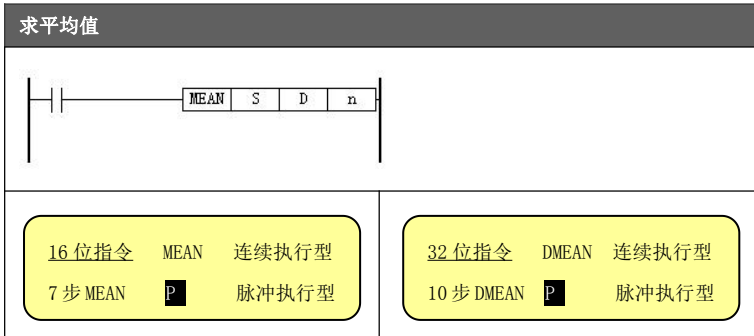 求平均值
MEAN S D n
16 位指令 MEAN 连续执行型
7 步 MEAN P 脉冲执行型
32 位指令 DMEAN 连续执行型
10 步 DMEAN P 脉冲执行型